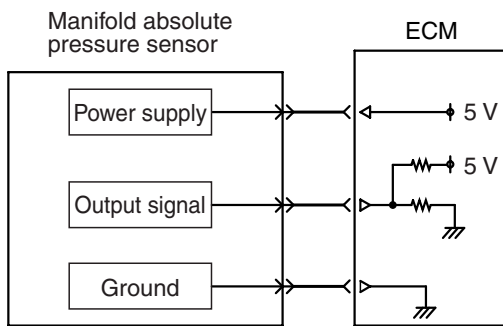 Manifold absolute
pressure sensor
ECM
Power supply
5 V
5 V
Output signal
Ground